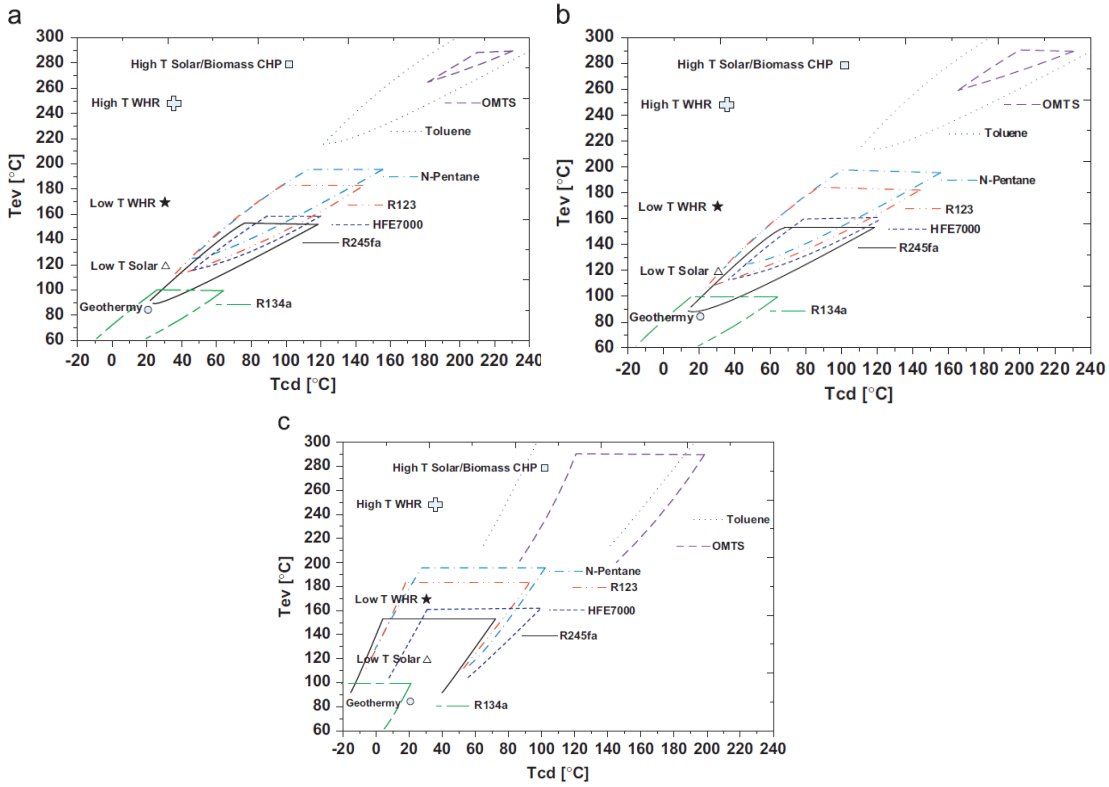 a
300
280
260
240
220
200
180
160
140
120
100
80
60
Tev [°C]
High T Solar/Biomass CHP
High T WHR
OMTS
Toluene
N-Pentane
Low T WHR
R123
HFE7000
R245fa
Low T Solar
Geothermy
R134a
-20 0 20 40 60 80 100 120 140 160 180 200 220 240
Tcd [°C]
b
300
280
260
240
220
200
180
160
140
120
100
80
60
Tev [°C]
High T Solar/Biomass CHP
High T WHR
OMTS
Toluene
N-Pentane
Low T WHR
R123
HFE7000
R245fa
Low T Solar
Geothermy
R134a
-20 0 20 40 60 80 100 120 140 160 180 200 220 240
Tcd [°C]
c
300
280
260
240
220
200
180
160
140
120
100
80
60
Tev [°C]
High T Solar/Biomass CHP
High T WHR
Toluene
OMTS
N-Pentane
R123
Low T WHR
HFE7000
R245fa
Low T Solar
Geothermy
R134a
-20 0 20 40 60 80 100 120 140 160 180 200 220 240
Tcd [°C]